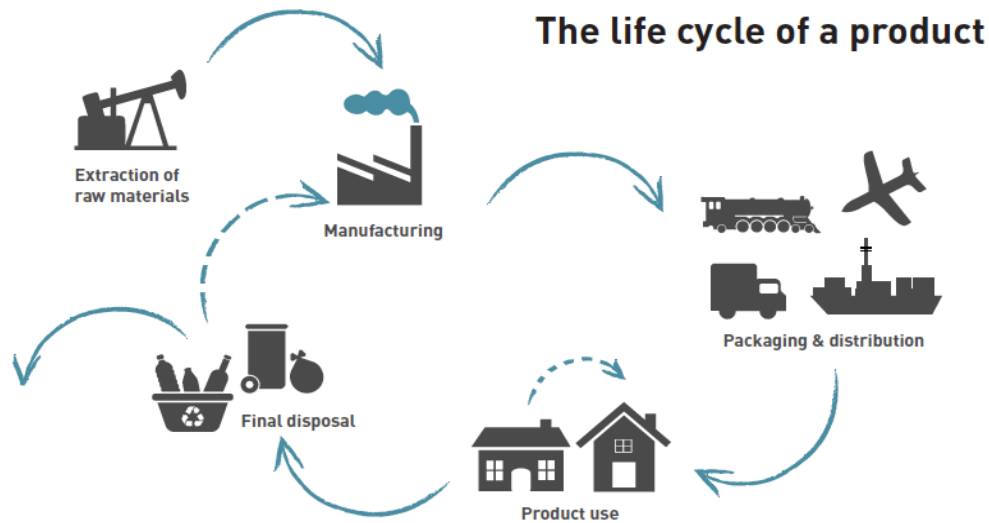 The life cycle of a product
Extraction of
raw materials
Manufacturing
Packaging & distribution
Final disposal
Product use